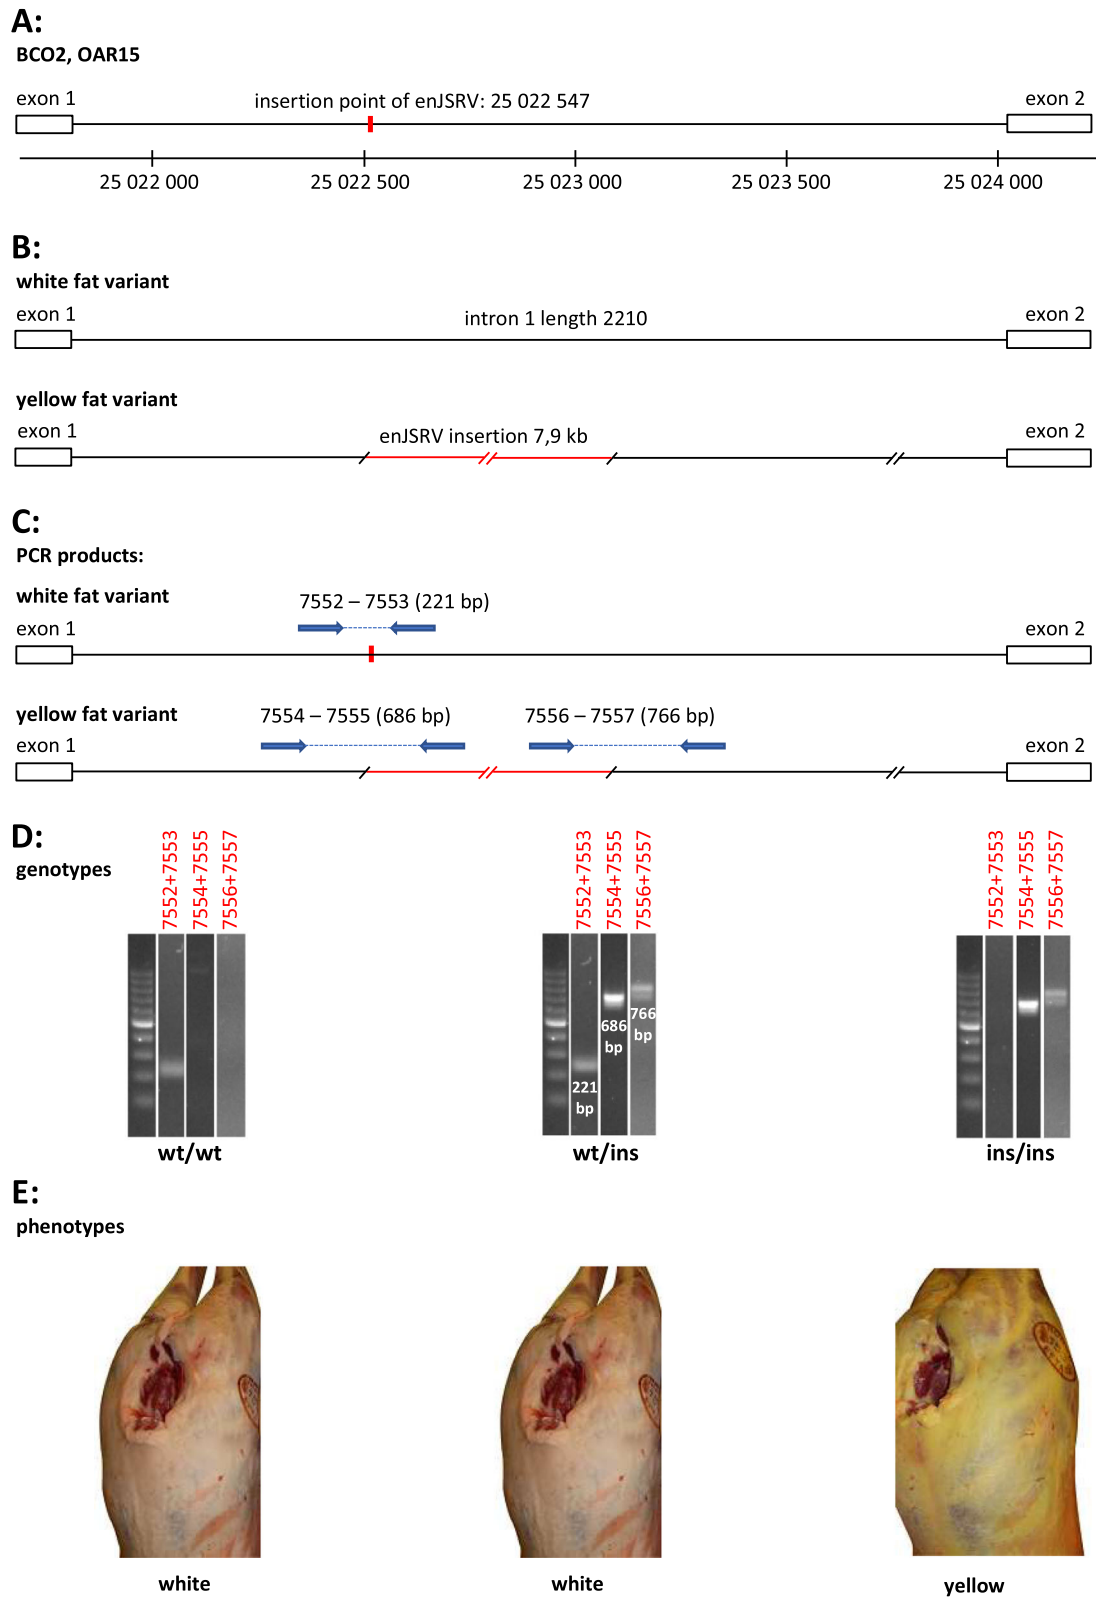 A:
BCO2, OAR15
exon 1
insertion point of enJSRV: 25 022 547
exon 2
25 022 000
25 022 500
25 023 000
25 023 500
25 024 000
B:
white fat variant
exon 1
intron 1 length 2210
exon 2
yellow fat variant
exon 1
enJSRV insertion 7,9 kb
exon 2
C:
PCR products:
white fat variant
7552 – 7553 (221 bp)
exon 1
exon 2
yellow fat variant
7554 – 7555 (686 bp)
7556 – 7557 (766 bp)
exon 1
exon 2
D:
genotypes
7552+7553
7554+7555
7556+7557
7552+7553
7554+7555
7556+7557
7552+7553
7554+7555
7556+7557
221
bp
686
bp
766
bp
wt/wt
wt/ins
ins/ins
E:
phenotypes
white
white
yellow